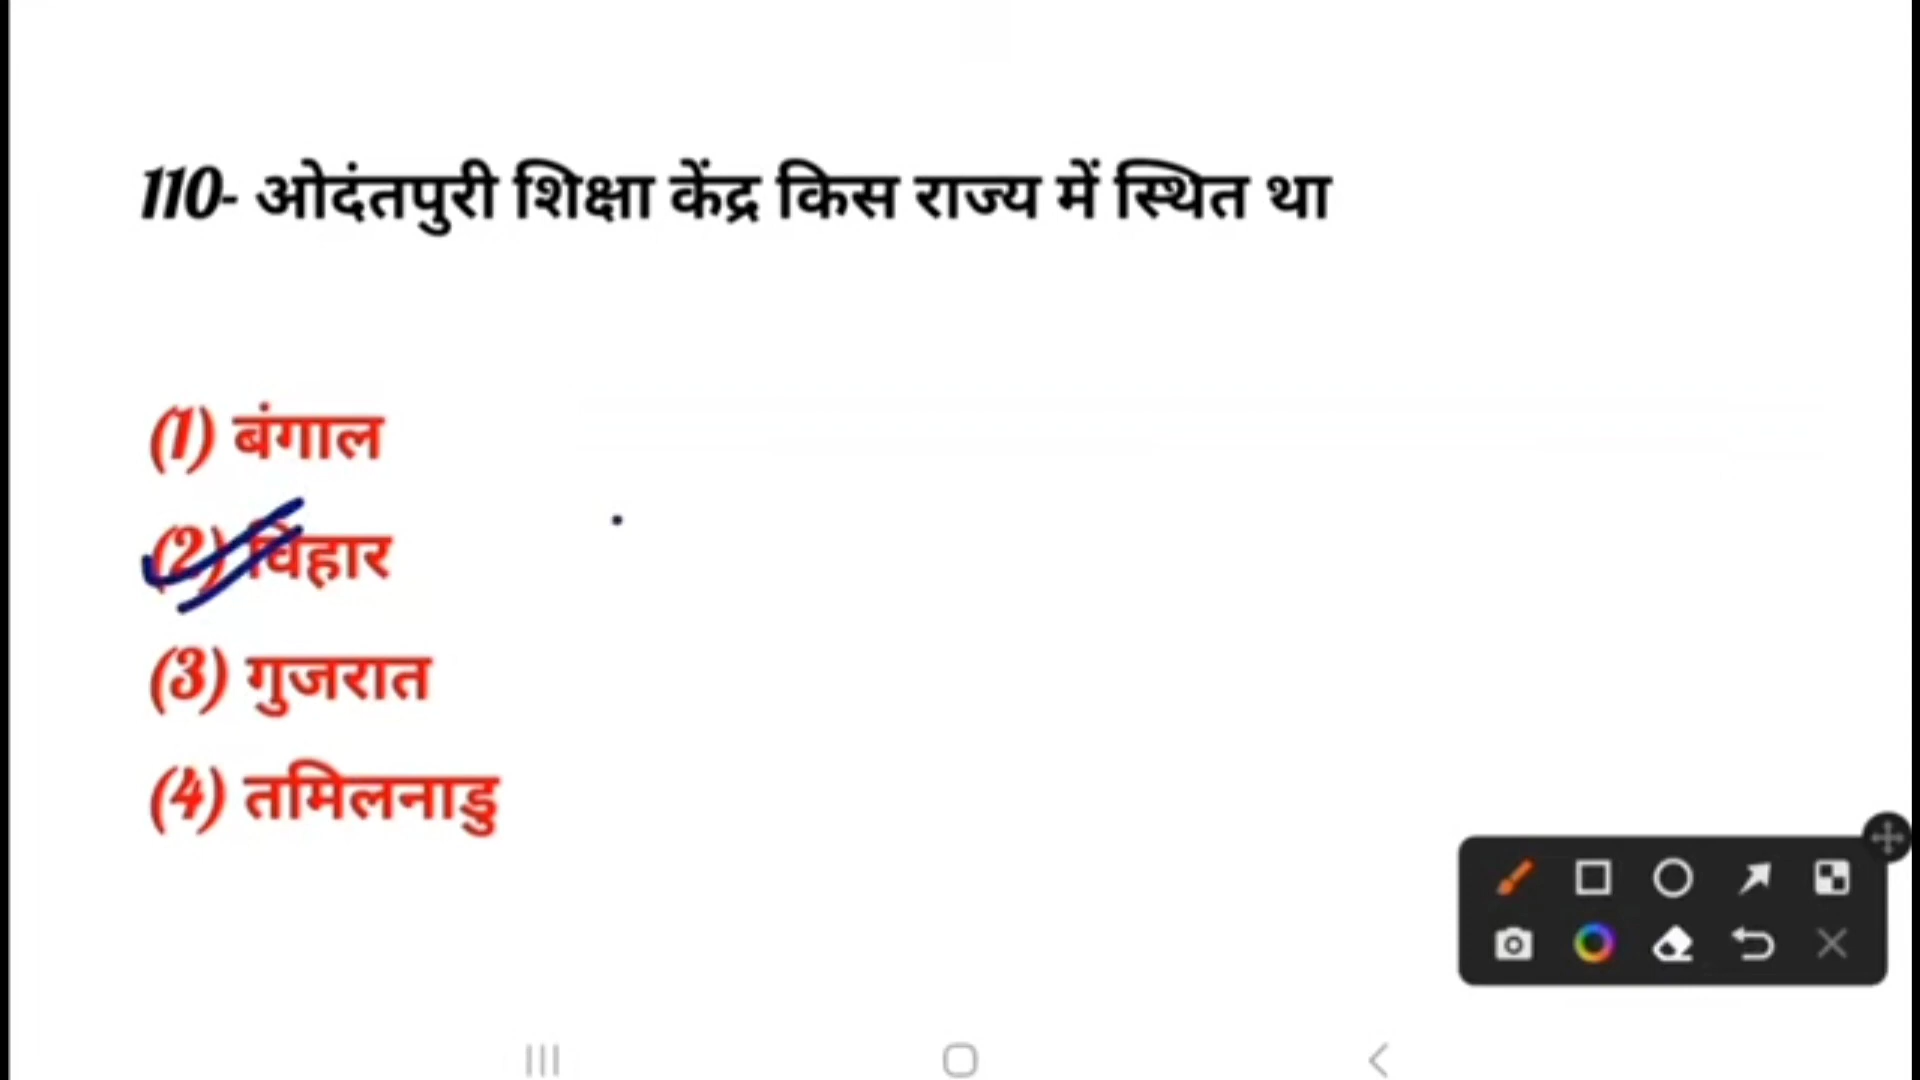 110- ओदंतपुरी शिक्षा केंद्र किस राज्य में स्थित था
(1) बंगाल
(2) विहार
(3) गुजरात
(4) तमिलनाडु